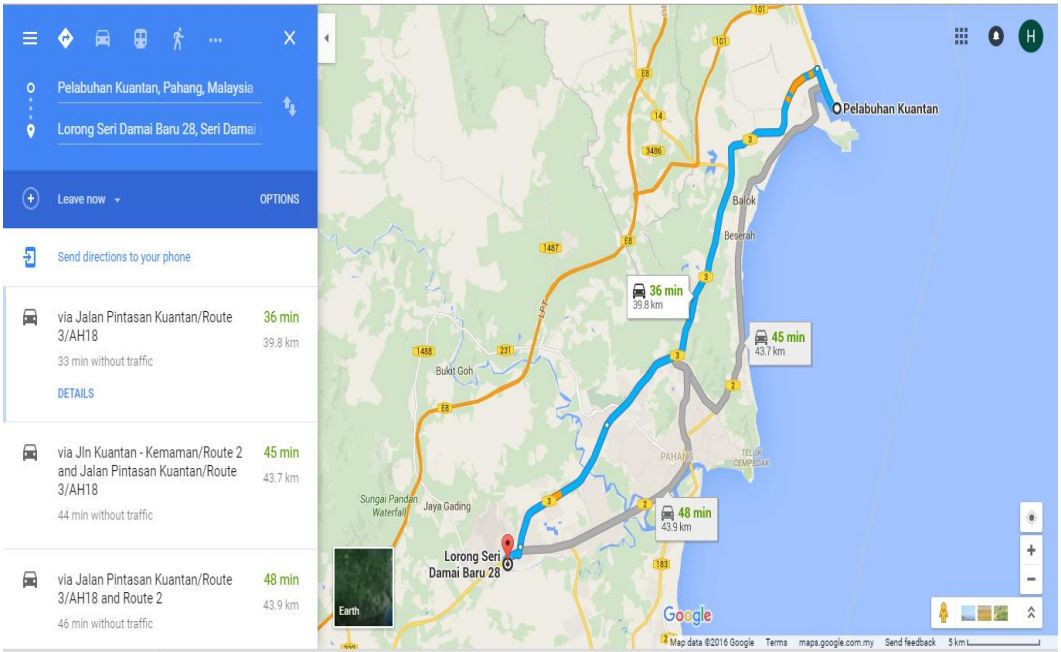 Pelabuhan Kuantan, Pahang, Malaysia
Lorong Seri Damai Baru 28, Seri Damai
Leave now
OPTIONS
Send directions to your phone
via Jalan Pintasan Kuantan/Route 36 min
3/AH18 39.8 km
33 min without traffic
DETAILS
via Jln Kuantan - Kemaman/Route 2 45 min
and Jalan Pintasan Kuantan/Route 43.7 km
3/AH18
44 min without traffic
via Jalan Pintasan Kuantan/Route 48 min
3/AH18 and Route 2 43.9 km
46 min without traffic
H
101
101
E8
14
3486
3
Pelabuhan Kuantan
Balok
Beserah
E8
1487
3
36 min
39.8 km
LPT
45 min
43.7 km
1488
231
3
Bukit Goh
2
E8
PAHANG
TELUK
CEMPEDAK
Sungai Pandan
Waterfall
Jaya Gading
3
2
48 min
43.9 km
Lorong Seri
Damai Baru 28
183
Earth
Google
2
222
Map data ©2016 Google Terms maps.google.com.my Send feedback 5 km